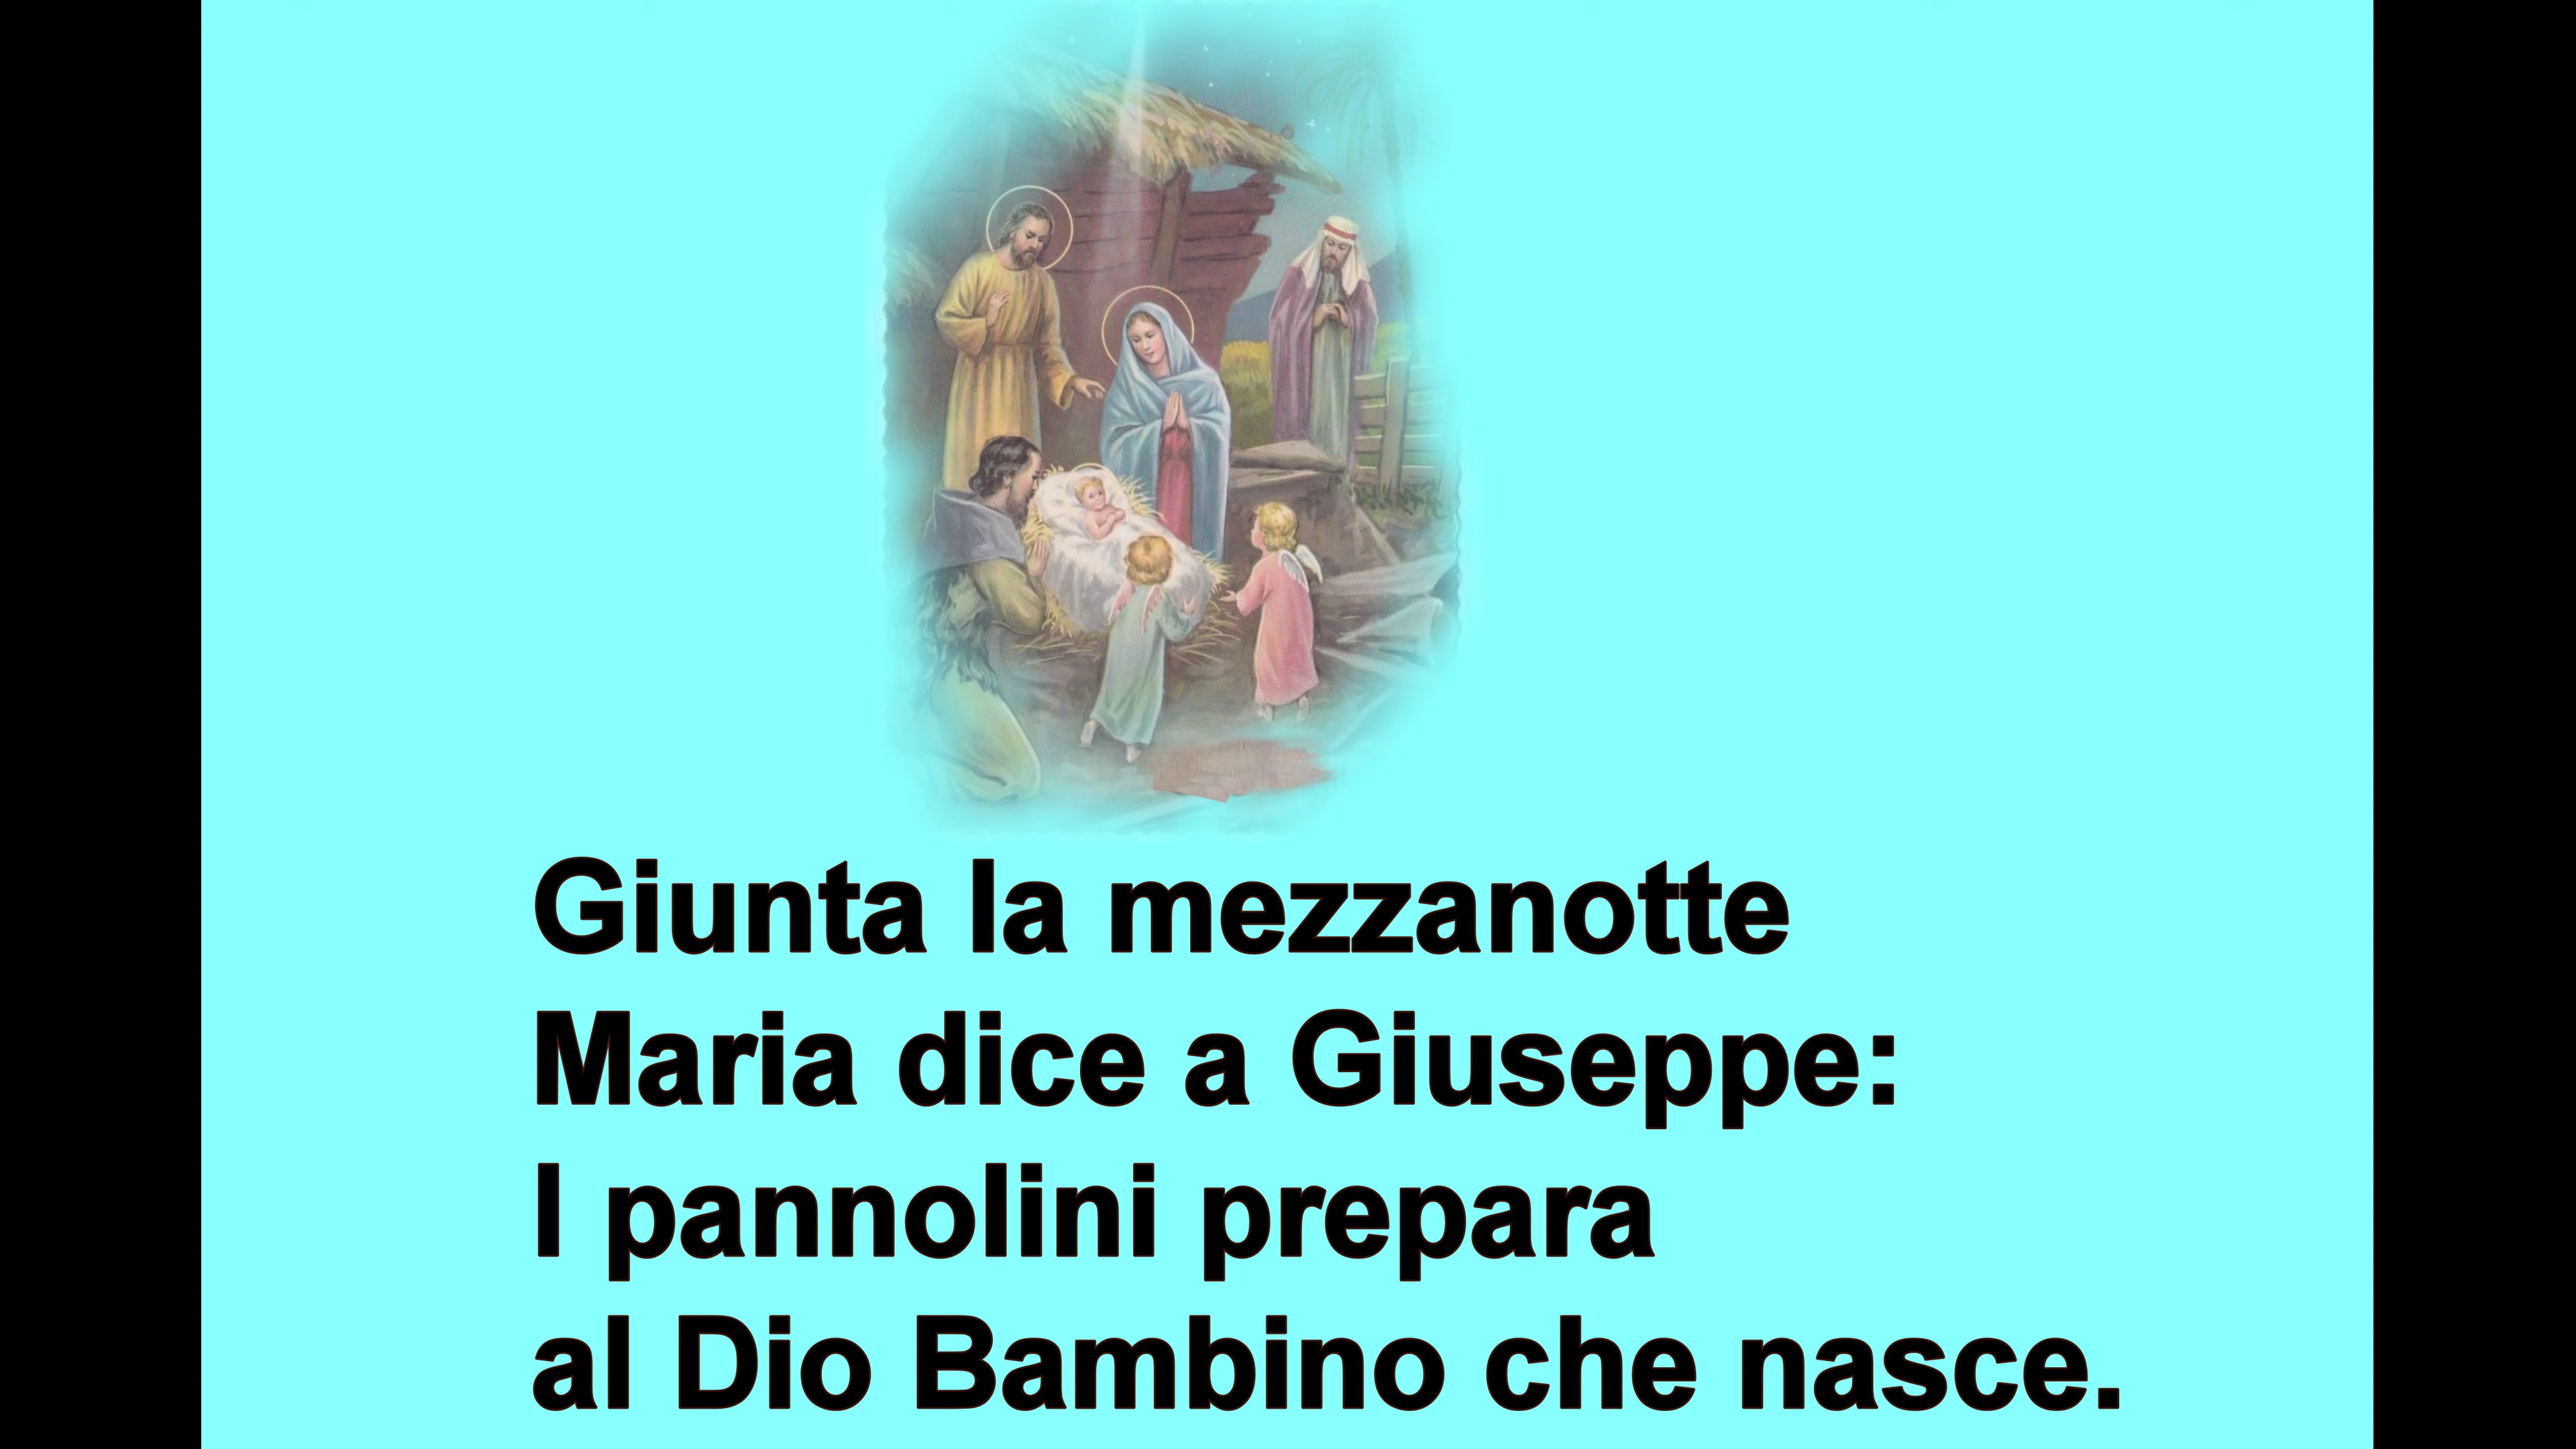 Giunta la mezzanotte
Maria dice a Giuseppe:
I pannolini prepara
al Dio Bambino che nasce.